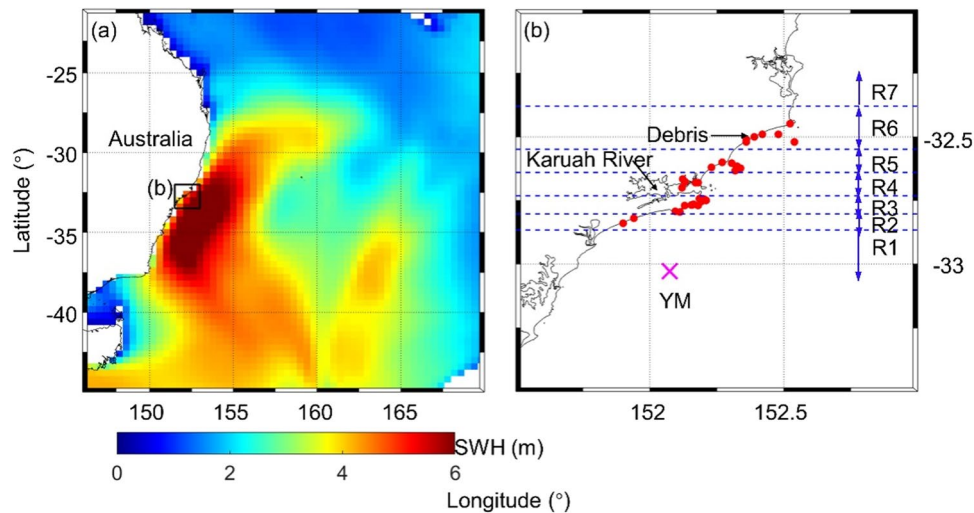 (a)
(b)
-25
-30
-35
-40
Latitude (°)
Australia
(b)
150
155
160
165
0
2
4
6
SWH (m)
Longitude (°)
R7
R6
R5
R4
R3
R2
R1
Debris
Karuah River
YM
-32.5
-33
152
152.5